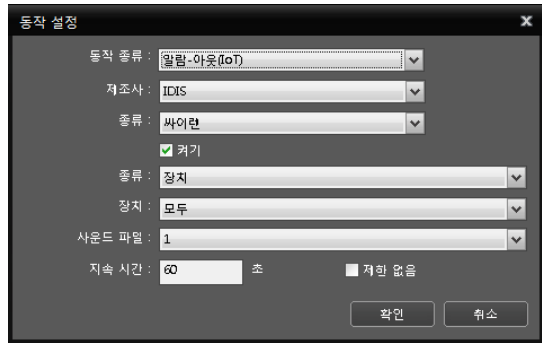 동작 설정
동작 종류 : 알람-아웃(IoT)
제조사 : IDIS
종류 : 싸이렌
켜기
종류 : 장치
장치 : 모두
사운드 파일 : 1
지속 시간 : 60 초 제한 없음
확인 취소